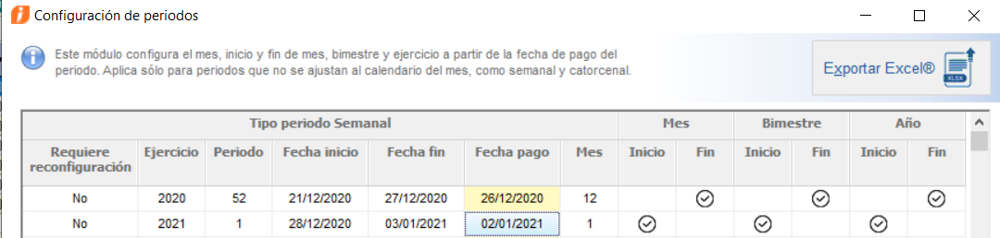 Configuración de periodos
Este módulo configura el mes, inicio y fin de mes, bimestre y ejercicio a partir de la fecha de pago del
periodo. Aplica sólo para periodos que no se ajustan al calendario del mes, como semanal y catorcenal.
Exportar Excel®
XLSX
Tipo periodo Semanal Mes Bimestre Año
Requiere reconfiguración Ejercicio Periodo Fecha inicio Fecha fin Fecha pago Mes Inicio Fin Inicio Fin Inicio Fin
No 2020 52 21/12/2020 27/12/2020 26/12/2020 12
No 2021 1 28/12/2020 03/01/2021 02/01/2021 1